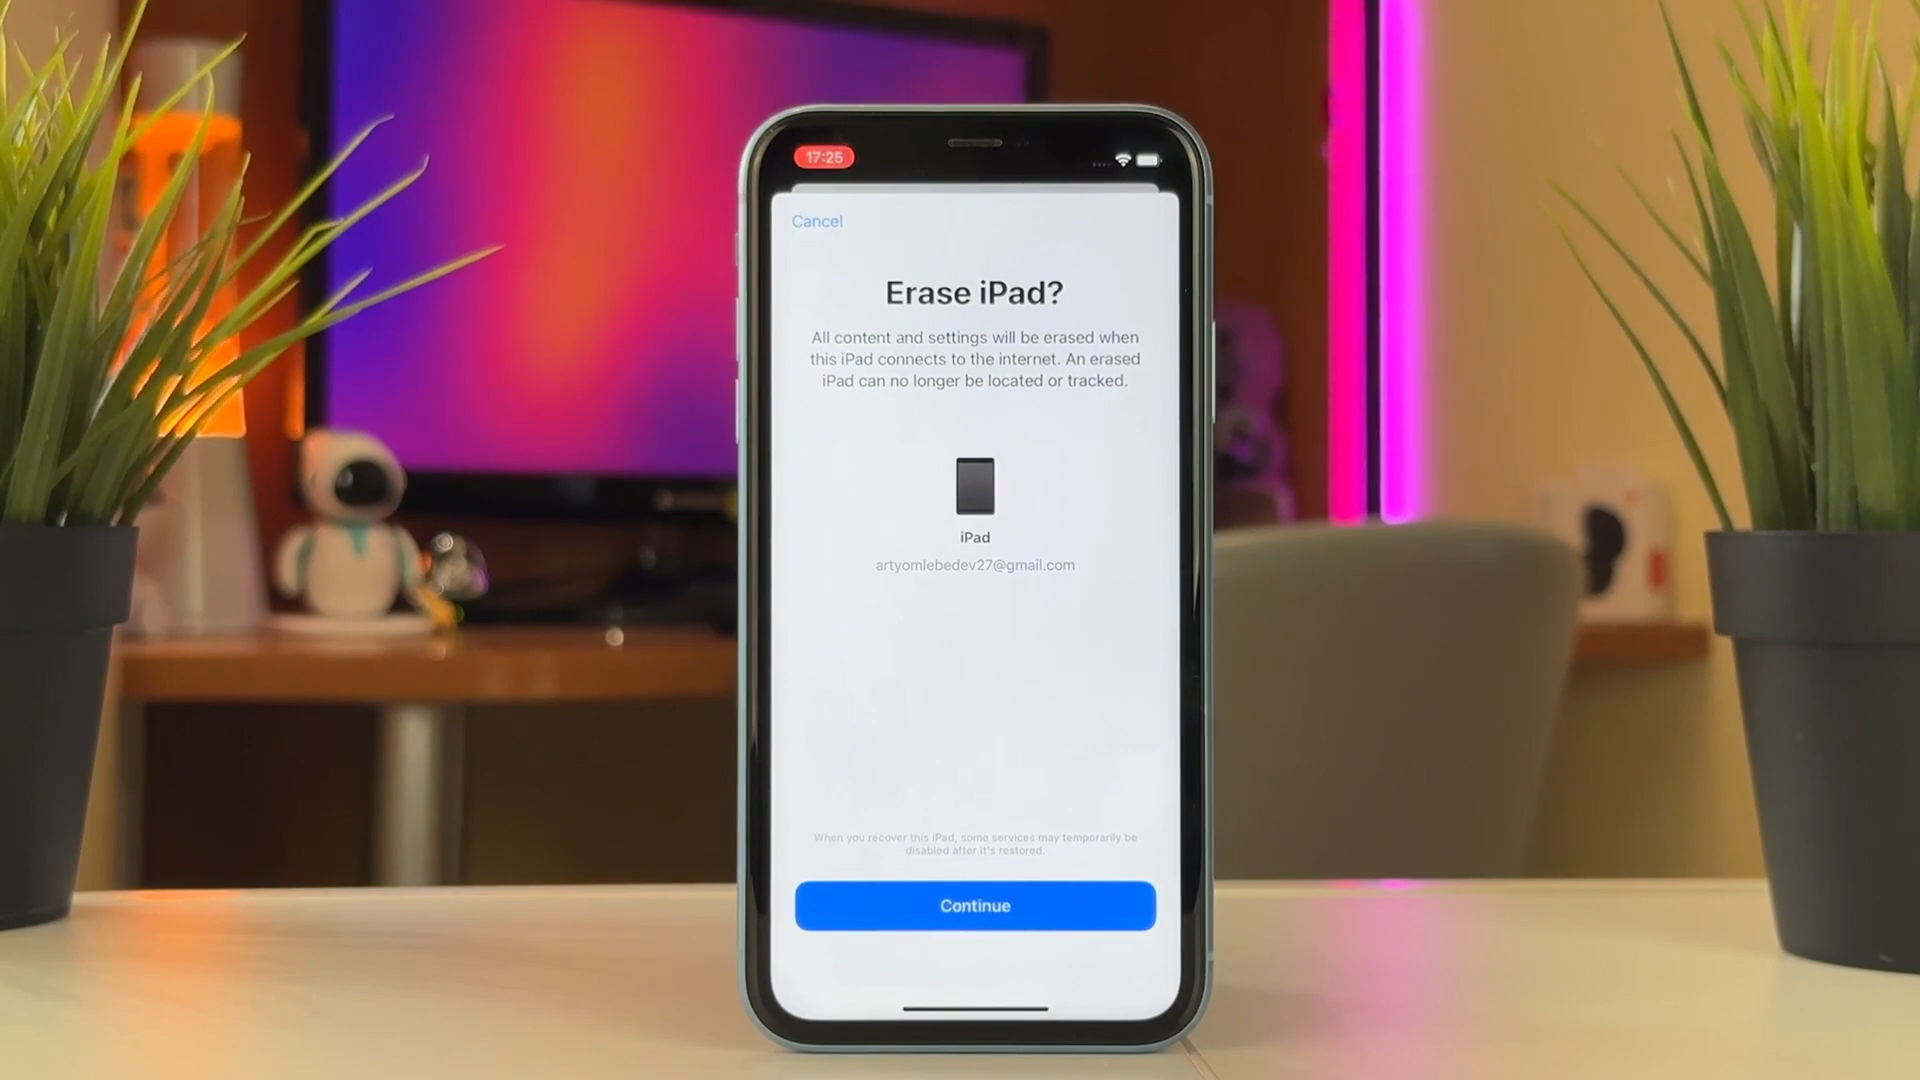 17:25
Cancel
Erase iPad?
All content and settings will be erased when
this iPad connects to the internet. An erased
iPad can no longer be located or tracked.
iPad
artyomlebedev27@gmail.com
When you recover this iPad, some services may temporarily be
disabled after it's restored.
Continue